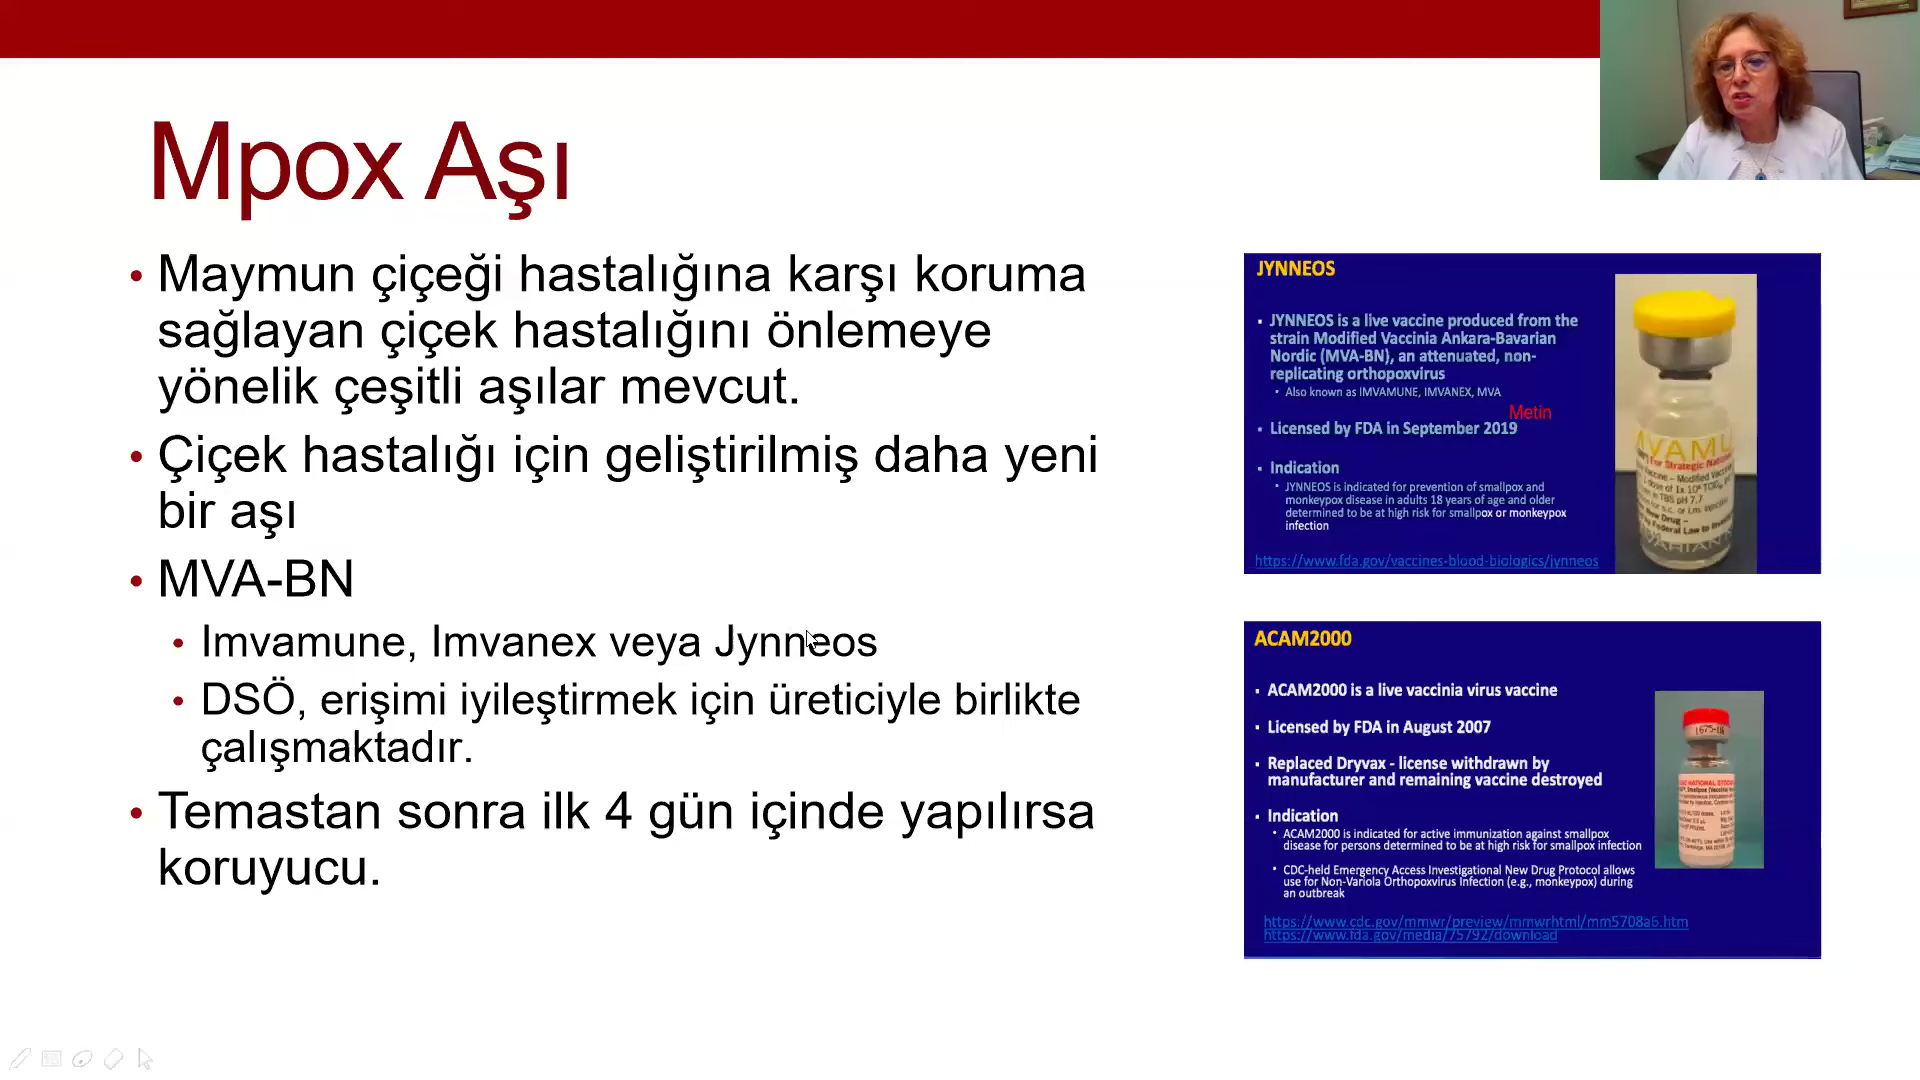 Mpox Aşı
• Maymun çiçeği hastalığına karşı koruma
sağlayan çiçek hastalığını önlemeye
yönelik çeşitli aşılar mevcut.
• Çiçek hastalığı için geliştirilmiş daha yeni
bir aşı
• MVA-BN
• Imvamune, Imvanex veya Jynneos
• DSÖ, erişimi iyileştirmek için üreticiyle birlikte
çalışmaktadır.
• Temastan sonra ilk 4 gün içinde yapılırsa
koruyucu.
JYNNEOS
▪ JYNNEOS is a live vaccine produced from the
strain Modified Vaccinia Ankara-Bavarian
Nordic (MVA-BN), an attenuated, non-
replicating orthopoxvirus
▪ Also known as IMVAMUNE, IMVANEX, MVA
Metin
▪ Licensed by FDA in September 2019
▪ Indication
▪ JYNNEOS is indicated for prevention of smallpox and
monkeypox disease in adults 18 years of age and older
determined to be at high risk for smallpox or monkeypox
infection
https://www.fda.gov/vaccines-blood-biologics/jynneos
ACAM2000
▪ ACAM2000 is a live vaccinia virus vaccine
▪ Licensed by FDA in August 2007
▪ Replaced Dryvax - license withdrawn by
manufacturer and remaining vaccine destroyed
▪ Indication
▪ ACAM2000 is indicated for active immunization against smallpox
disease for persons determined to be at high risk for smallpox infection
▪ CDC-held Emergency Access Investigational New Drug Protocol allows
use for Non-Variola Orthopoxvirus Infection (e.g., monkeypox) during
an outbreak
https://www.cdc.gov/mmwr/preview/mmwrhtml/mm5708a6.htm
https://www.fda.gov/media/75792/download